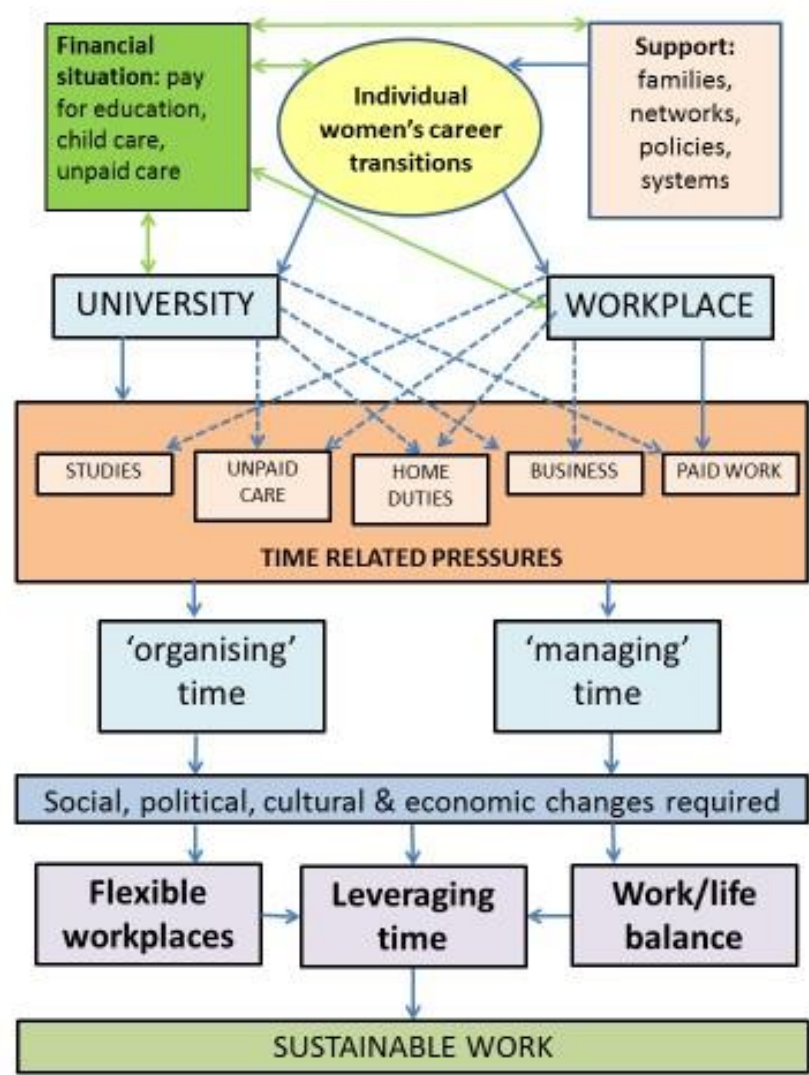 Financial
situation: pay
for education,
child care,
unpaid care
Individual
women's career
transitions
Support:
families,
networks,
policies,
systems
UNIVERSITY
WORKPLACE
STUDIES
UNPAID
CARE
HOME
DUTIES
BUSINESS
PAID WORK
TIME RELATED PRESSURES
‘organising’
time
‘managing’
time
Social, political, cultural & economic changes required
Flexible
workplaces
Leveraging
time
Work/life
balance
SUSTAINABLE WORK